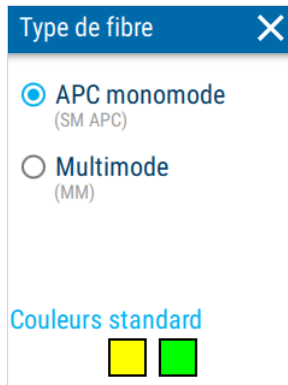 Type de fibre
APC monomode
(SM APC)
Multimode
(MM)
Couleurs standard